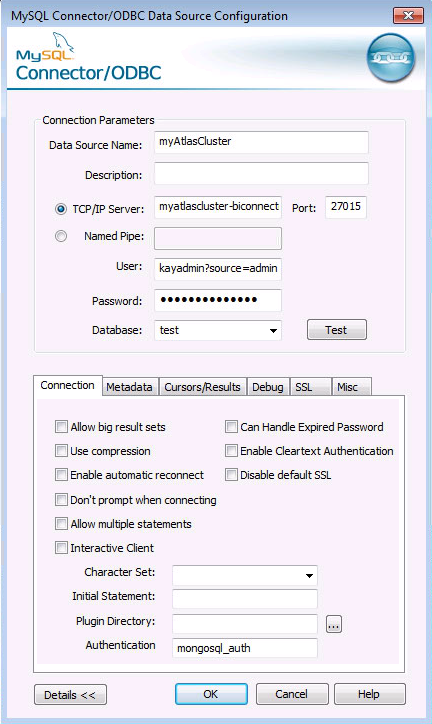 MySQL Connector/ODBC Data Source Configuration
MySQL
Connector/ODBC
Connection Parameters
Data Source Name: myAtlasCluster
Description:
TCP/IP Server: myatlascluster-biconnect Port: 27015
Named Pipe:
User: kayadmin?source=admin
Password: ••••••••••••••
Database: test Test
Connection Metadata Cursors/Results Debug SSL Misc
Allow big result sets Can Handle Expired Password
Use compression Enable Cleartext Authentication
Enable automatic reconnect Disable default SSL
Don't prompt when connecting
Allow multiple statements
Interactive Client
Character Set:
Initial Statement:
Plugin Directory: ...
Authentication mongosql_auth
Details << OK Cancel Help